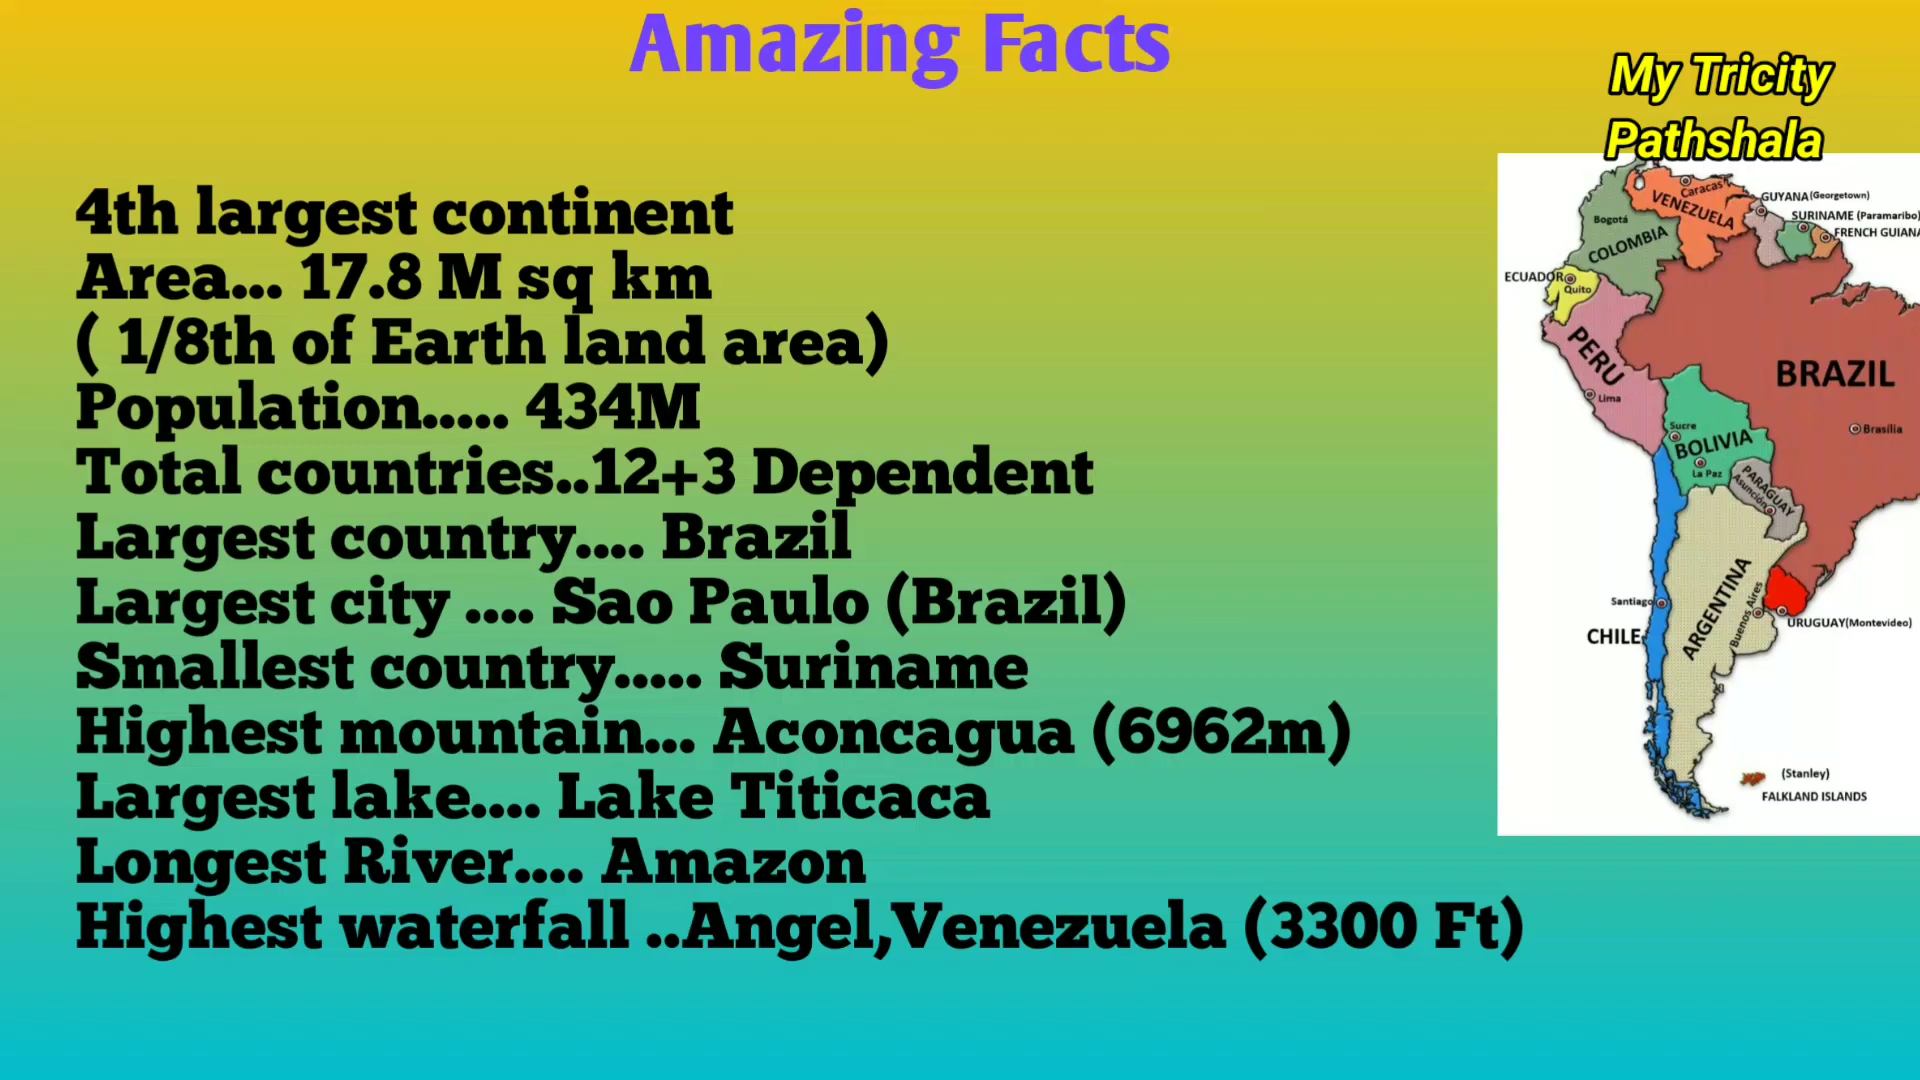 Amazing Facts
My Tricity
Pathshala
4th largest continent
Area... 17.8 M sq km
( 1/8th of Earth land area)
Population..... 434M
Total countries..12+3 Dependent
Largest country.... Brazil
Largest city .... Sao Paulo (Brazil)
Smallest country..... Suriname
Highest mountain... Aconcagua (6962m)
Largest lake.... Lake Titicaca
Longest River.... Amazon
Highest waterfall ..Angel,Venezuela (3300 Ft)
Caracas
VENEZUELA
GUYANA(Georgetown)
SURINAME (Paramaribo)
FRENCH GUIANA
Bogotá
COLOMBIA
ECUADOR
Quito
PERU
Lima
BRAZIL
Brasília
Sucre
BOLIVIA
La Paz
PARAGUAY
Asunción
ARGENTINA
Buenos Aires
Santiago
CHILE
URUGUAY(Montevideo)
(Stanley)
FALKLAND ISLANDS